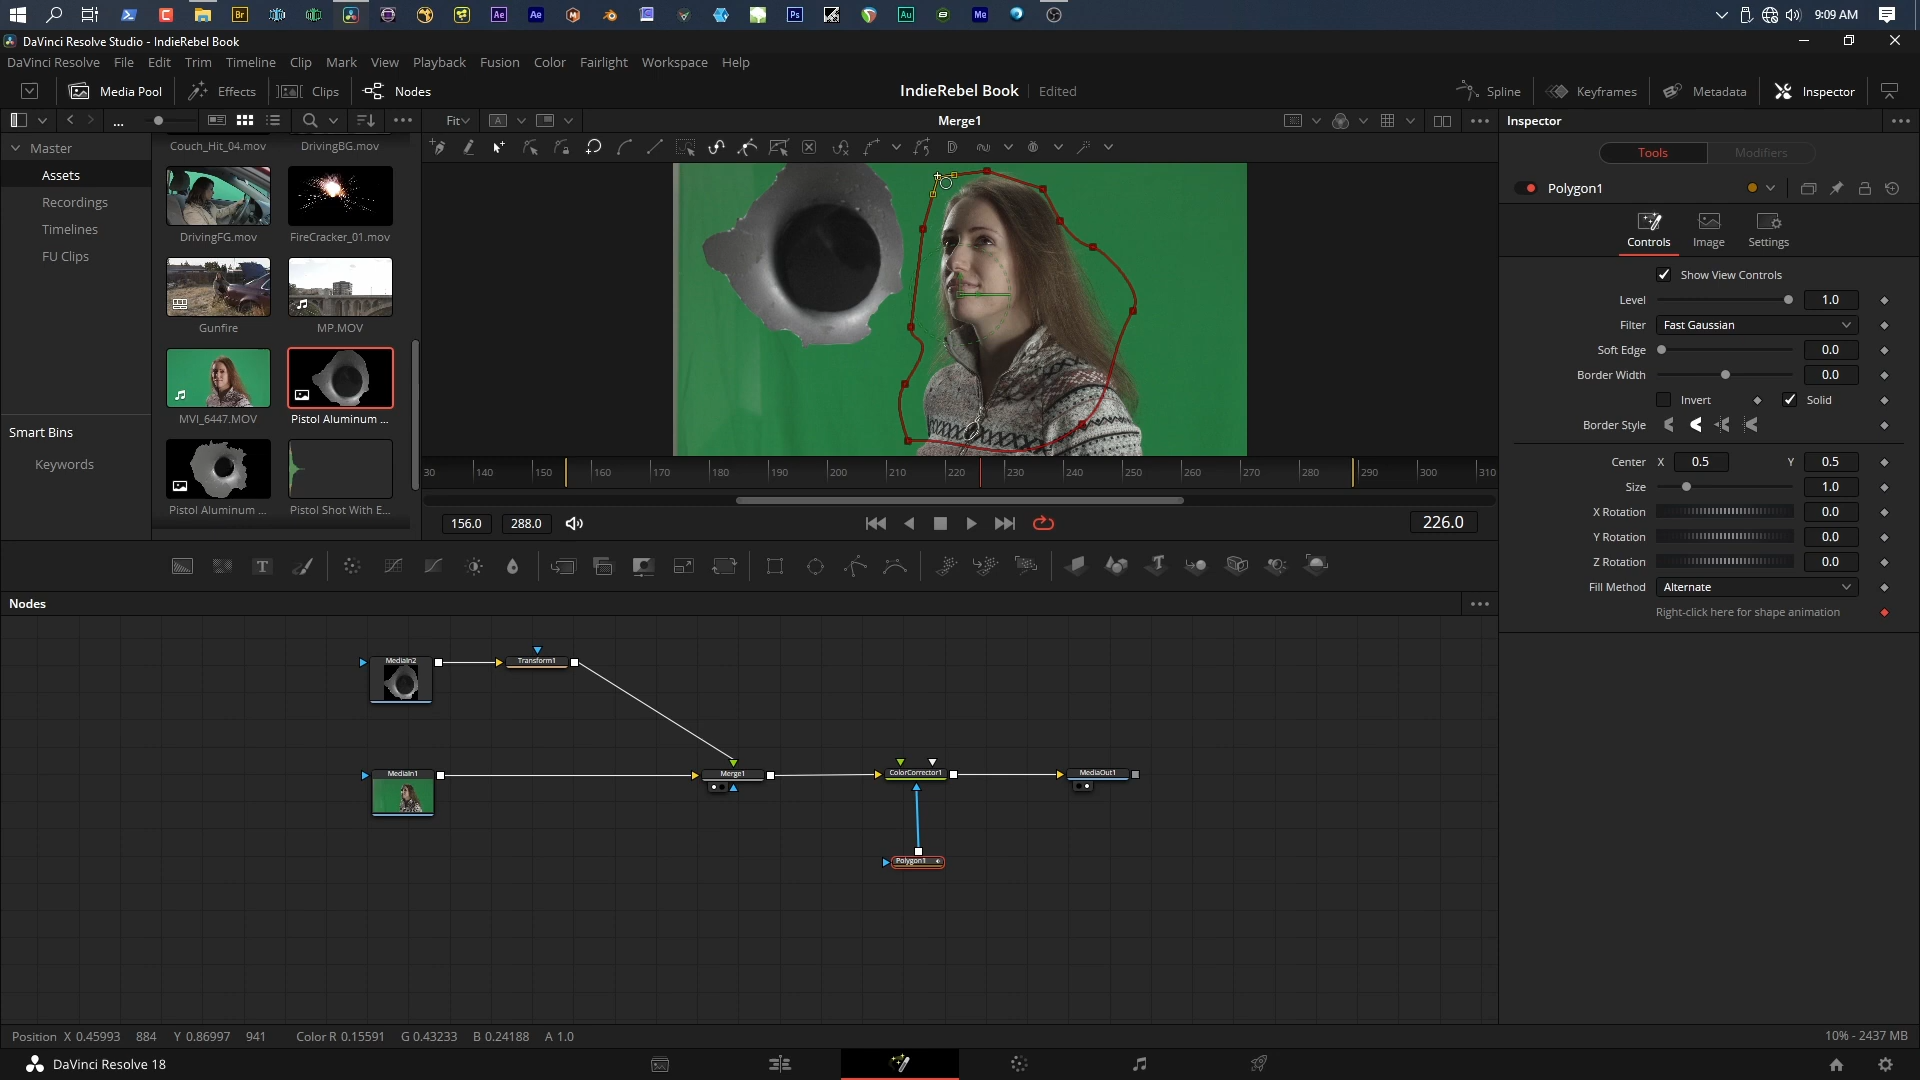 9:09 AM
DaVinci Resolve Studio - IndieRebel Book
DaVinci Resolve File Edit Trim Timeline Clip Mark View Playback Fusion Color Fairlight Workspace Help
Media Pool Effects Clips Nodes IndieRebel Book Edited Spline Keyframes Metadata Inspector
... Fit Merge1 Inspector
Master
Assets
Recordings
Timelines
FU Clips
Smart Bins
Keywords
Couch_Hit_04.mov DrivingBG.mov
DrivingFG.mov FireCracker_01.mov
Gunfire MP.MOV
MVI_6447.MOV Pistol Aluminum ...
Pistol Aluminum ... Pistol Shot With E...
30 140 150 160 170 180 190 200 210 220 230 240 250 260 270 280 290 300 310
156.0 288.0 226.0
Tools Modifiers
Polygon1
Controls Image Settings
Show View Controls
Level 1.0
Filter Fast Gaussian
Soft Edge 0.0
Border Width 0.0
Invert Solid
Border Style
Center X 0.5 Y 0.5
Size 1.0
X Rotation 0.0
Y Rotation 0.0
Z Rotation 0.0
Fill Method Alternate
Right-click here for shape animation
Nodes
MediaIn2 Transform1
MediaIn1 Merge1 ColorCorrector1 MediaOut1
Polygon1
Position X 0.45993 884 Y 0.86997 941 Color R 0.15591 G 0.43233 B 0.24188 A 1.0 10% - 2437 MB
DaVinci Resolve 18